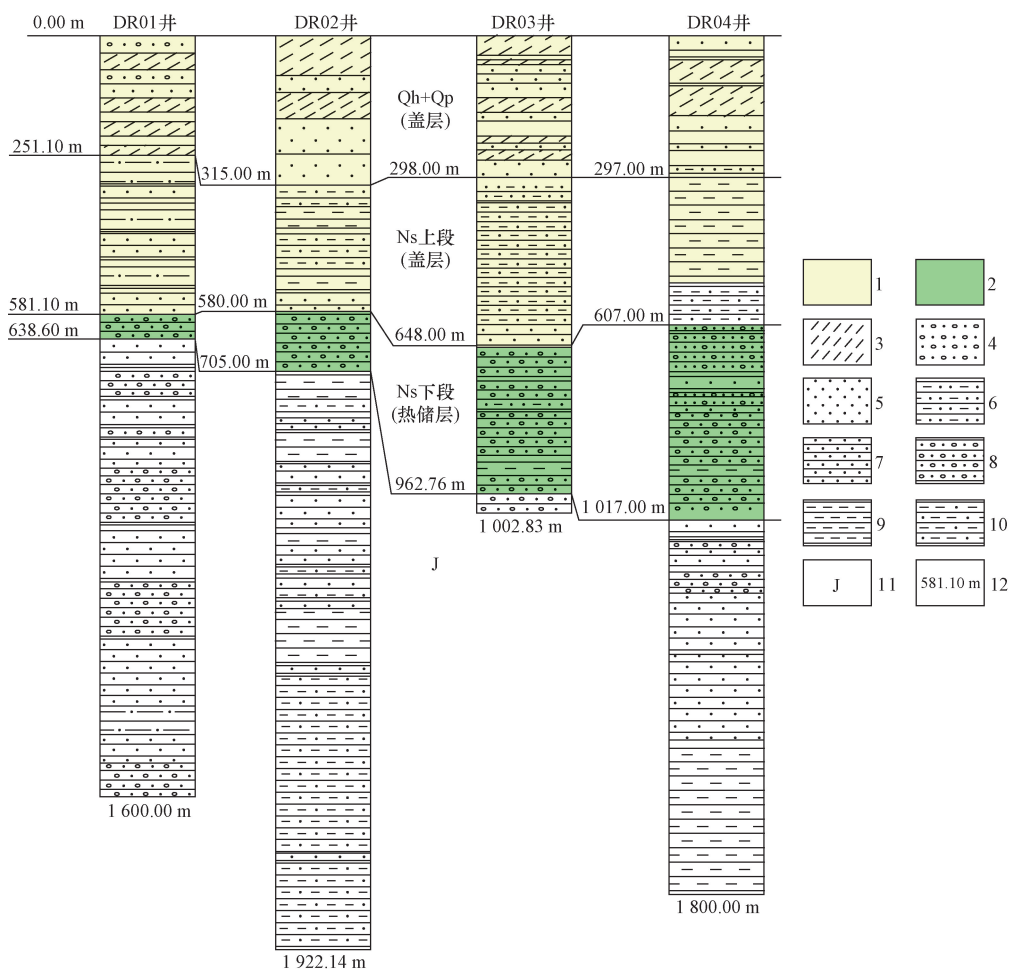 0.00 m
DR01井
DR02井
DR03井
DR04井
Qh+Qp
(盖层)
251.10 m
315.00 m
298.00 m
297.00 m
Ns上段
(盖层)
581.10 m
580.00 m
648.00 m
607.00 m
638.60 m
705.00 m
Ns下段
(热储层)
962.76 m
1 017.00 m
1 002.83 m
J
1 600.00 m
1 922.14 m
1 800.00 m
1
2
3
4
5
6
7
8
9
10
J
11
581.10 m
12